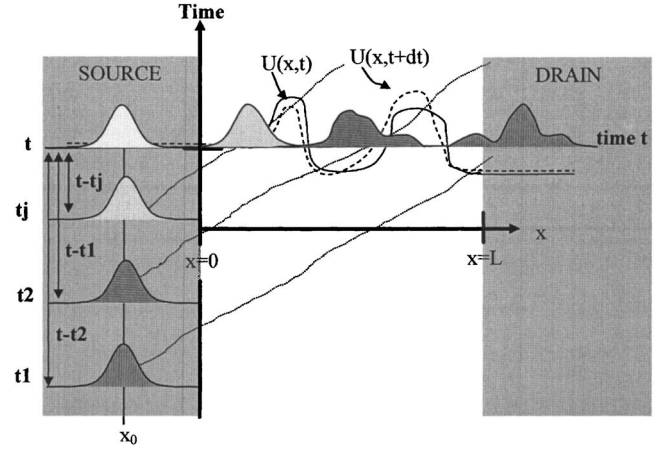 Time
SOURCE
U(x,t)
U(x,t+dt)
DRAIN
t
time t
t-tj
tj
t-t1
x=0
x=L
x
t2
t-t2
t1
x0